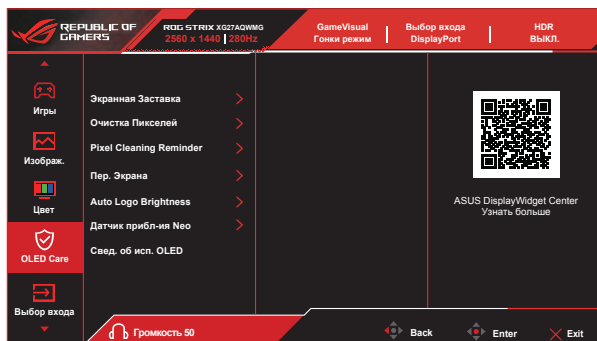 REPUBLIC OF
GAMERS
ROG STRIX XG27AQWMG
2560 x 1440 280Hz
GameVisual
Гонки режим
Выбор входа
DisplayPort
HDR
ВЫКЛ.
Игры
Изображ.
Цвет
OLED Care
Выбор входа
Экранная Заставка
Очистка Пикселей
Pixel Cleaning Reminder
Пер. Экрана
Auto Logo Brightness
Датчик прибл-ия Neo
Свед. об исп. OLED
ASUS DisplayWidget Center
Узнать больше
Громкость 50
Back
Enter
Exit